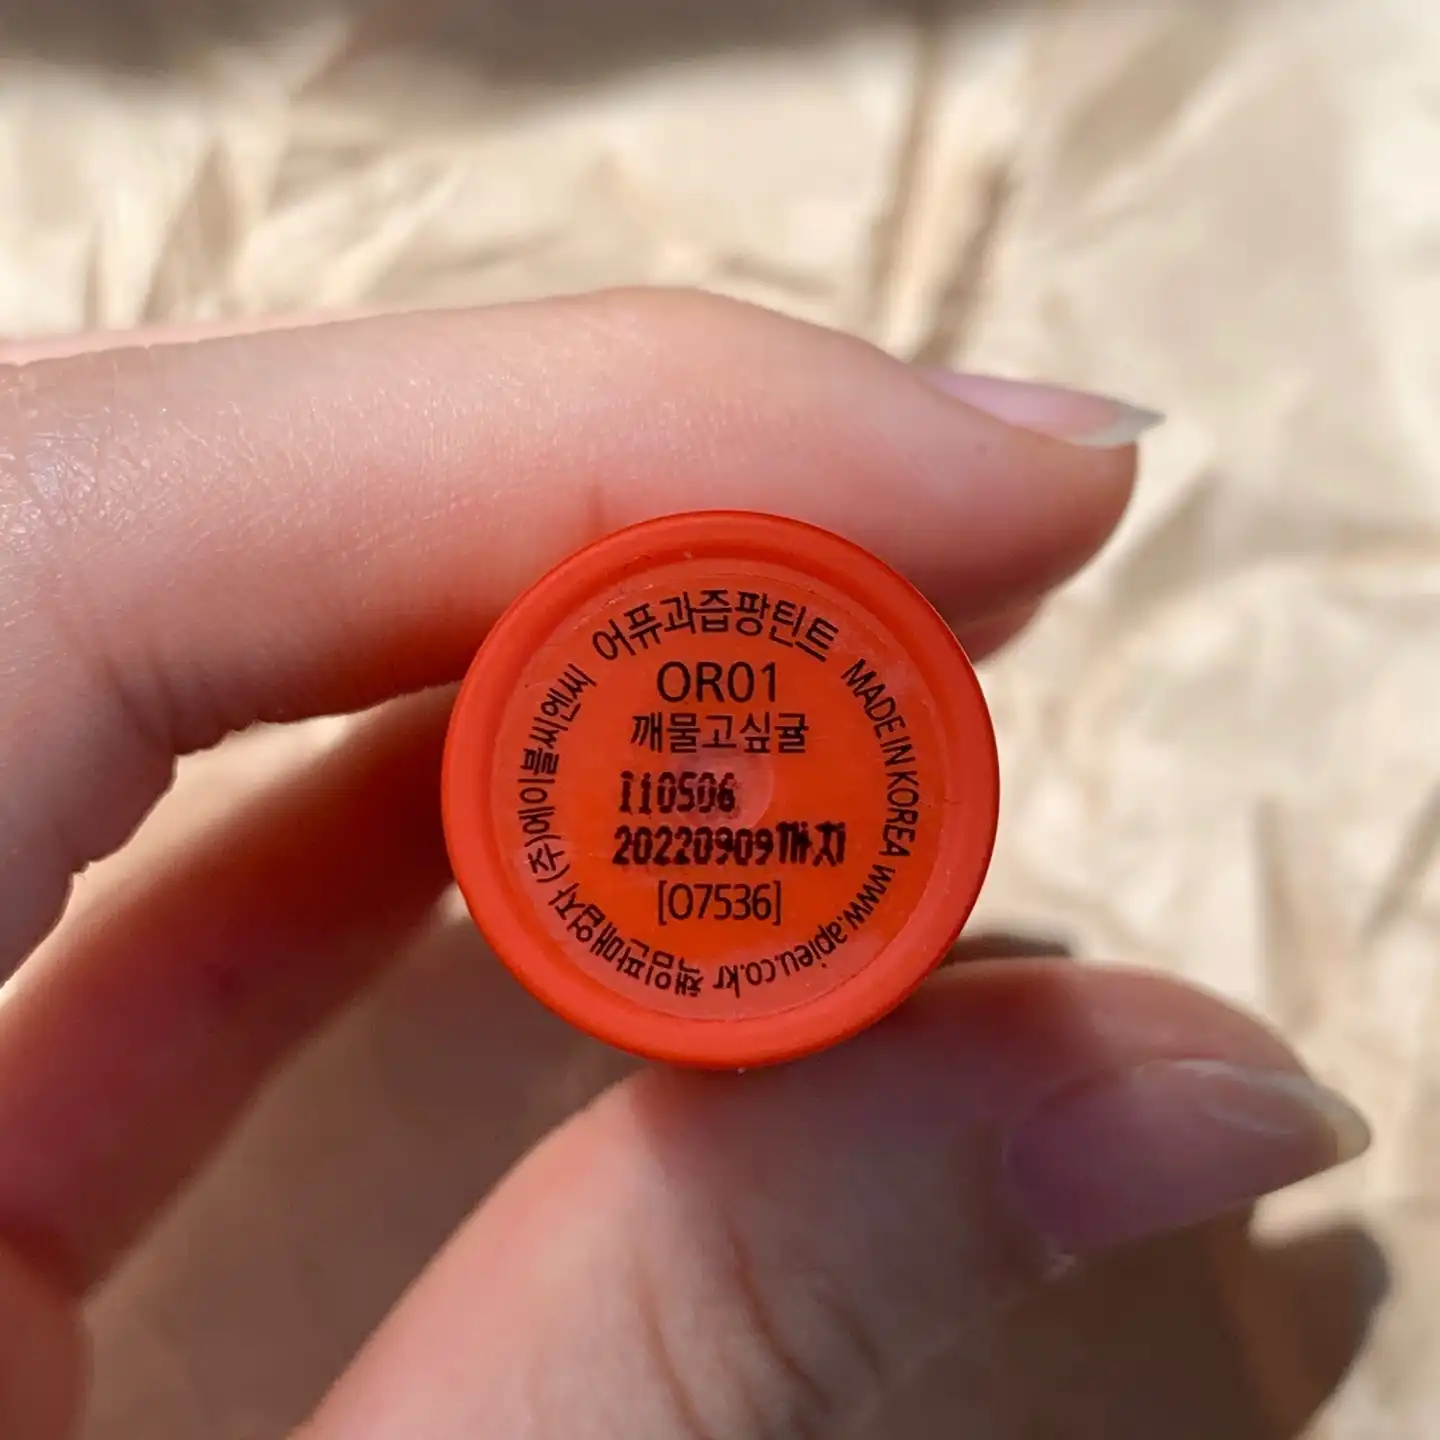 어퓨과즙팡틴트
OR01
깨물고싶귤
110506
20220909까지
[O7536]
MADE IN KOREA www.apieu.co.kr
책임판매업자 (주)에이블씨엔씨